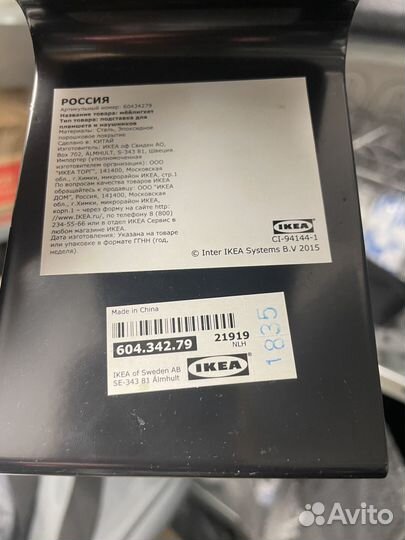 РОССИЯ
Артикульный номер: 60434279
Название товара: мёйлигхет
Тип товара: подставка для
планшета и наушников
Материалы: Сталь, Эпоксидное
порошковое покрытие
Сделано в: КИТАЙ
Изготовитель: ИКЕА оф Свиден АО,
Box 702, ÄLMHULT, S-343 81, Швеция.
Импортер (уполномоченная
изготовителем организация): ООО
"ИКЕА ТОРГ", 141400, Московская
обл., г.Химки, микрорайон ИКЕА, стр.1
По вопросам качества товаров ИКЕА
обращайтесь к продавцу: ООО "ИКЕА
ДОМ", Россия, 141400, Московская
обл., г.Химки, микрорайон ИКЕА,
корп.1 - через форму на сайте http:
//www.IKEA.ru/, по телефону 8 (800)
234-55-66 или в отдел ИКЕА Сервис в
любом магазине ИКЕА.
Дата изготовления: Указана на товаре
или упаковке в формате ГГНН (год,
неделя).
IKEA
CI-94144-1
© Inter IKEA Systems B.V 2015
Made in China
604.342.79
21919
NLH
IKEA of Sweden AB
SE-343 81 Älmhult
IKEA
1835
Avito